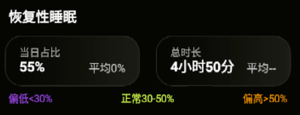 恢复性睡眠
当日占比 总时长
55% 平均0% 4小时50分 平均--
偏低<30% 正常30-50% 偏高>50%